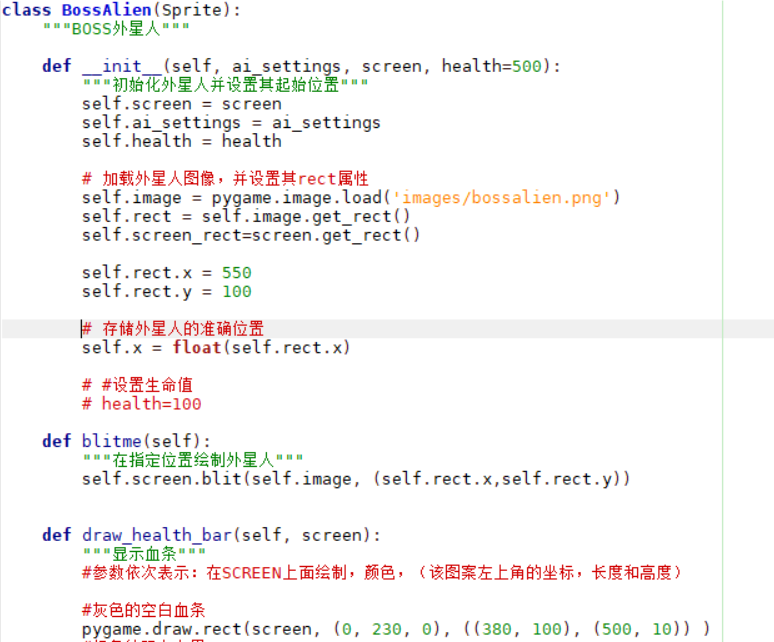 class BossAlien(Sprite):
    """BOSS外星人"""
    def __init__(self, ai_settings, screen, health=500):
        """初始化外星人并设置其起始位置"""
        self.screen = screen
        self.ai_settings = ai_settings
        self.health = health
        # 加载外星人图像，并设置其rect属性
        self.image = pygame.image.load('images/bossalien.png')
        self.rect = self.image.get_rect()
        self.screen_rect=screen.get_rect()
        self.rect.x = 550
        self.rect.y = 100
        # 存储外星人的准确位置
        self.x = float(self.rect.x)
        # #设置生命值
        # health=100
    def blitme(self):
        """在指定位置绘制外星人"""
        self.screen.blit(self.image, (self.rect.x,self.rect.y))
    def draw_health_bar(self, screen):
        """显示血条"""
        #参数依次表示：在SCREEN上面绘制，颜色，（该图案左上角的坐标，长度和高度）
        #灰色的空白血条
        pygame.draw.rect(screen, (0, 230, 0), ((380, 100), (500, 10)) )